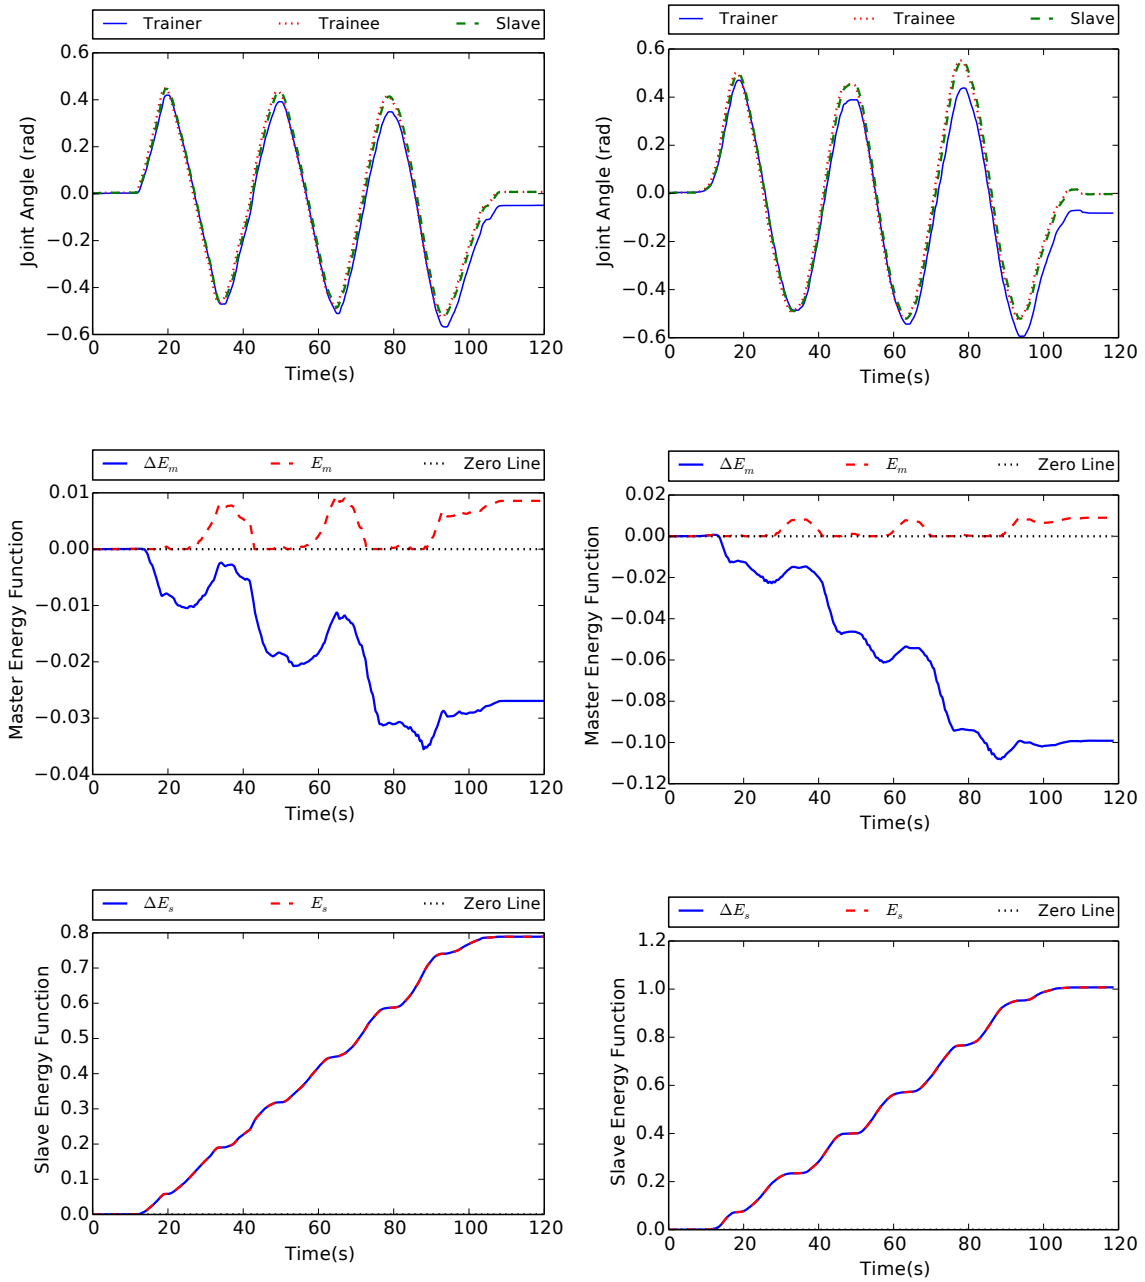 Trainer Trainee Slave
0.6
0.4
0.2
0.0
−0.2
−0.4
−0.6
Joint Angle (rad)
0 20 40 60 80 100 120
Time(s)
Trainer Trainee Slave
0.6
0.4
0.2
0.0
−0.2
−0.4
−0.6
Joint Angle (rad)
0 20 40 60 80 100 120
Time(s)
ΔE_m E_m Zero Line
0.01
0.00
−0.01
−0.02
−0.03
−0.04
Master Energy Function
0 20 40 60 80 100 120
Time(s)
ΔE_m E_m Zero Line
0.02
0.00
−0.02
−0.04
−0.06
−0.08
−0.10
−0.12
Master Energy Function
0 20 40 60 80 100 120
Time(s)
ΔE_s E_s Zero Line
0.8
0.7
0.6
0.5
0.4
0.3
0.2
0.1
0.0
Slave Energy Function
0 20 40 60 80 100 120
Time(s)
ΔE_s E_s Zero Line
1.2
1.0
0.8
0.6
0.4
0.2
0.0
Slave Energy Function
0 20 40 60 80 100 120
Time(s)